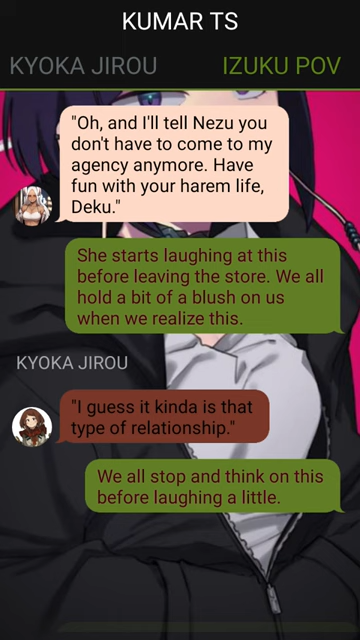 KUMAR TS
KYOKA JIROU
IZUKU POV
"Oh, and I'll tell Nezu you
don't have to come to my
agency anymore. Have
fun with your harem life,
Deku."
She starts laughing at this
before leaving the store. We all
hold a bit of a blush on us
when we realize this.
KYOKA JIROU
"I guess it kinda is that
type of relationship."
We all stop and think on this
before laughing a little.